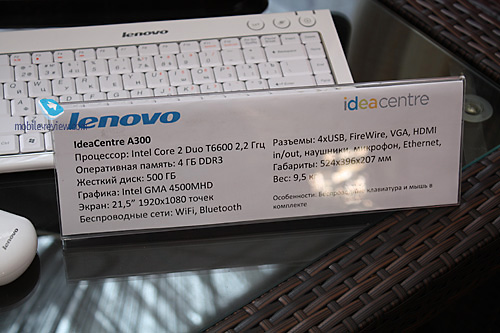 lenovo
mobile-review.com
lenovo
ideacentre
IdeaCentre A300
Процессор: Intel Core 2 Duo T6600 2,2 Ггц
Оперативная память: 4 ГБ DDR3
Жесткий диск: 500 ГБ
Графика: Intel GMA 4500MHD
Экран: 21,5" 1920x1080 точек
Беспроводные сети: WiFi, Bluetooth
Разъемы: 4xUSB, FireWire, VGA, HDMI
in/out, наушники, микрофон, Ethernet,
Габариты: 524x396x207 мм
Вес: 9,5
Особенности: Беспроводная клавиатура и мышь в
комплекте
lenovo